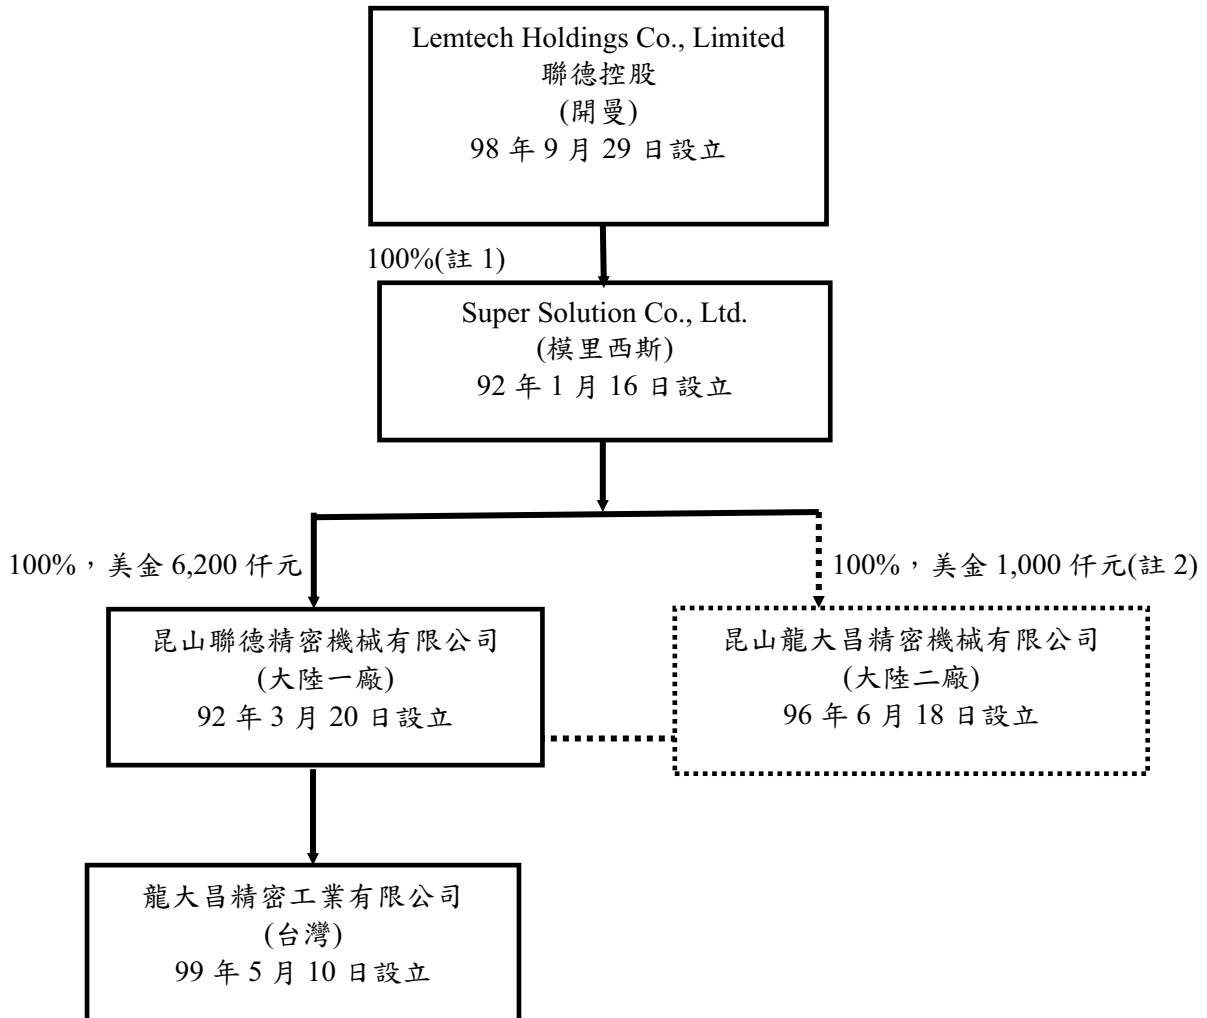 Lemtech Holdings Co., Limited
聯德控股
(開曼)
98 年 9 月 29 日設立
100%(註 1)
Super Solution Co., Ltd.
(模里西斯)
92 年 1 月 16 日設立
100%，美金 6,200 仟元
100%，美金 1,000 仟元(註 2)
昆山聯德精密機械有限公司
(大陸一廠)
92 年 3 月 20 日設立
昆山龍大昌精密機械有限公司
(大陸二廠)
96 年 6 月 18 日設立
龍大昌精密工業有限公司
(台灣)
99 年 5 月 10 日設立